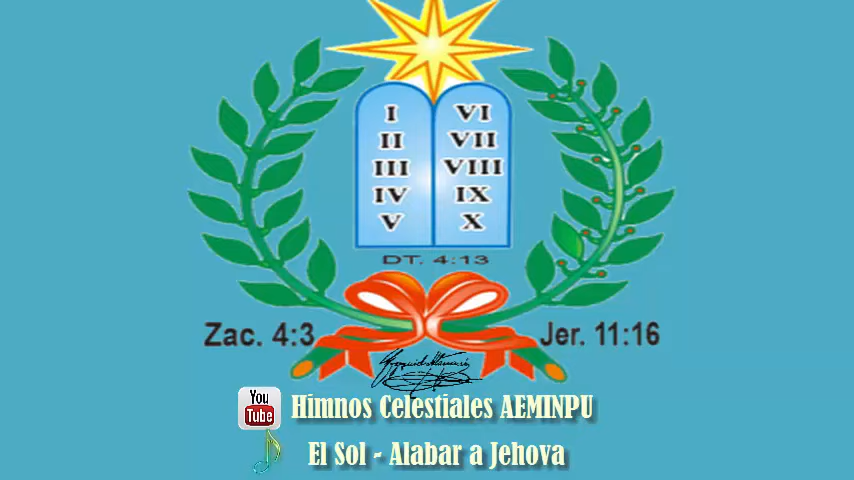 I VI
II VII
III VIII
IV IX
V X
DT. 4:13
Zac. 4:3
Jer. 11:16
You
Tube
Himnos Celestiales AEMINPU
El Sol - Alabar a Jehova